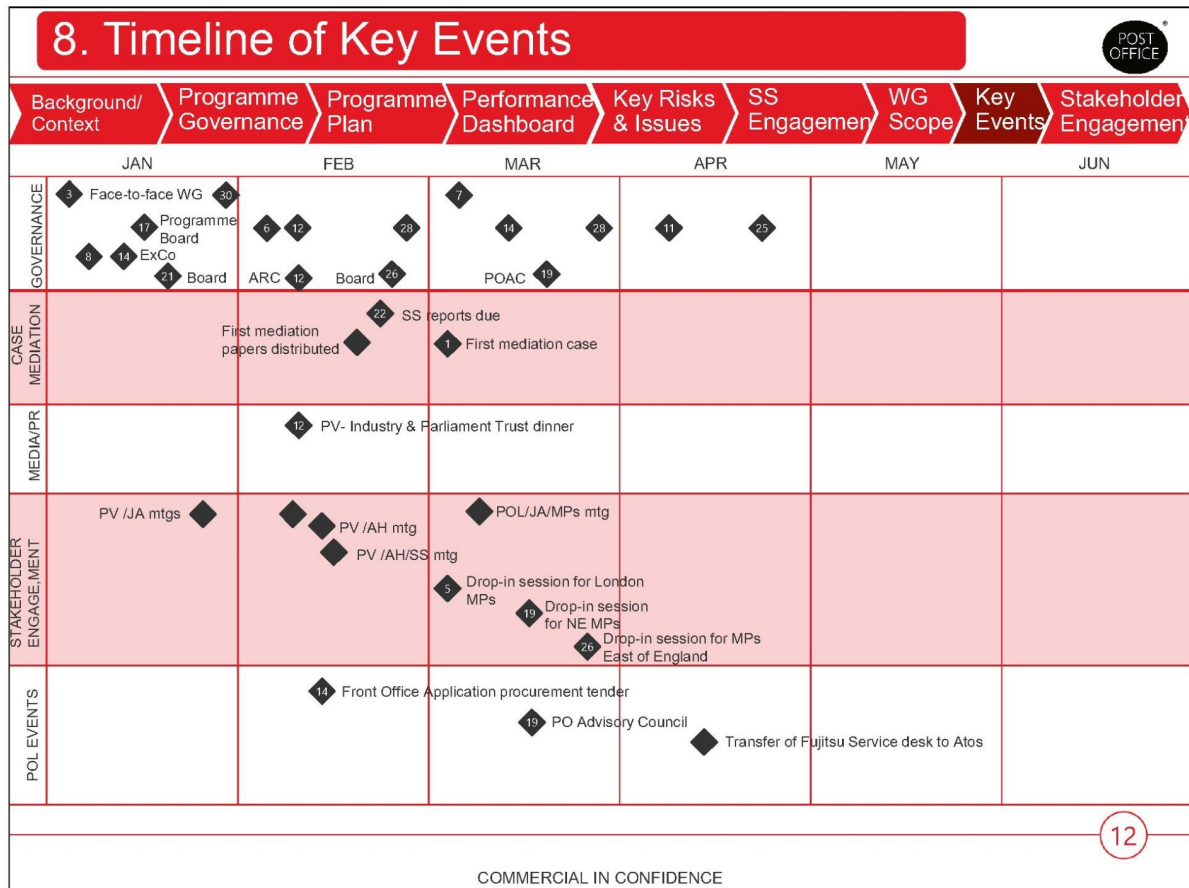 8. Timeline of Key Events
POST
OFFICE
®
Background/
Context
Programme
Governance
Programme
Plan
Performance
Dashboard
Key Risks
& Issues
SS
Engagemen
WG
Scope
Key
Events
Stakeholder
Engagement
JAN
FEB
MAR
APR
MAY
JUN
GOVERNANCE
3
Face-to-face WG
30
7
17
Programme
Board
6
12
28
14
28
11
25
8
14
ExCo
21
Board
ARC
12
Board
26
POAC
19
CASE
MEDIATION
22
SS reports due
First mediation
papers distributed
1
First mediation case
MEDIA/PR
12
PV- Industry & Parliament Trust dinner
STAKEHOLDER
ENGAGE,MENT
PV /JA mtgs
POL/JA/MPs mtg
PV /AH mtg
PV /AH/SS mtg
5
Drop-in session for London
MPs
19
Drop-in session
for NE MPs
26
Drop-in session for MPs
East of England
POL EVENTS
14
Front Office Application procurement tender
19
PO Advisory Council
Transfer of Fujitsu Service desk to Atos
12
COMMERCIAL IN CONFIDENCE